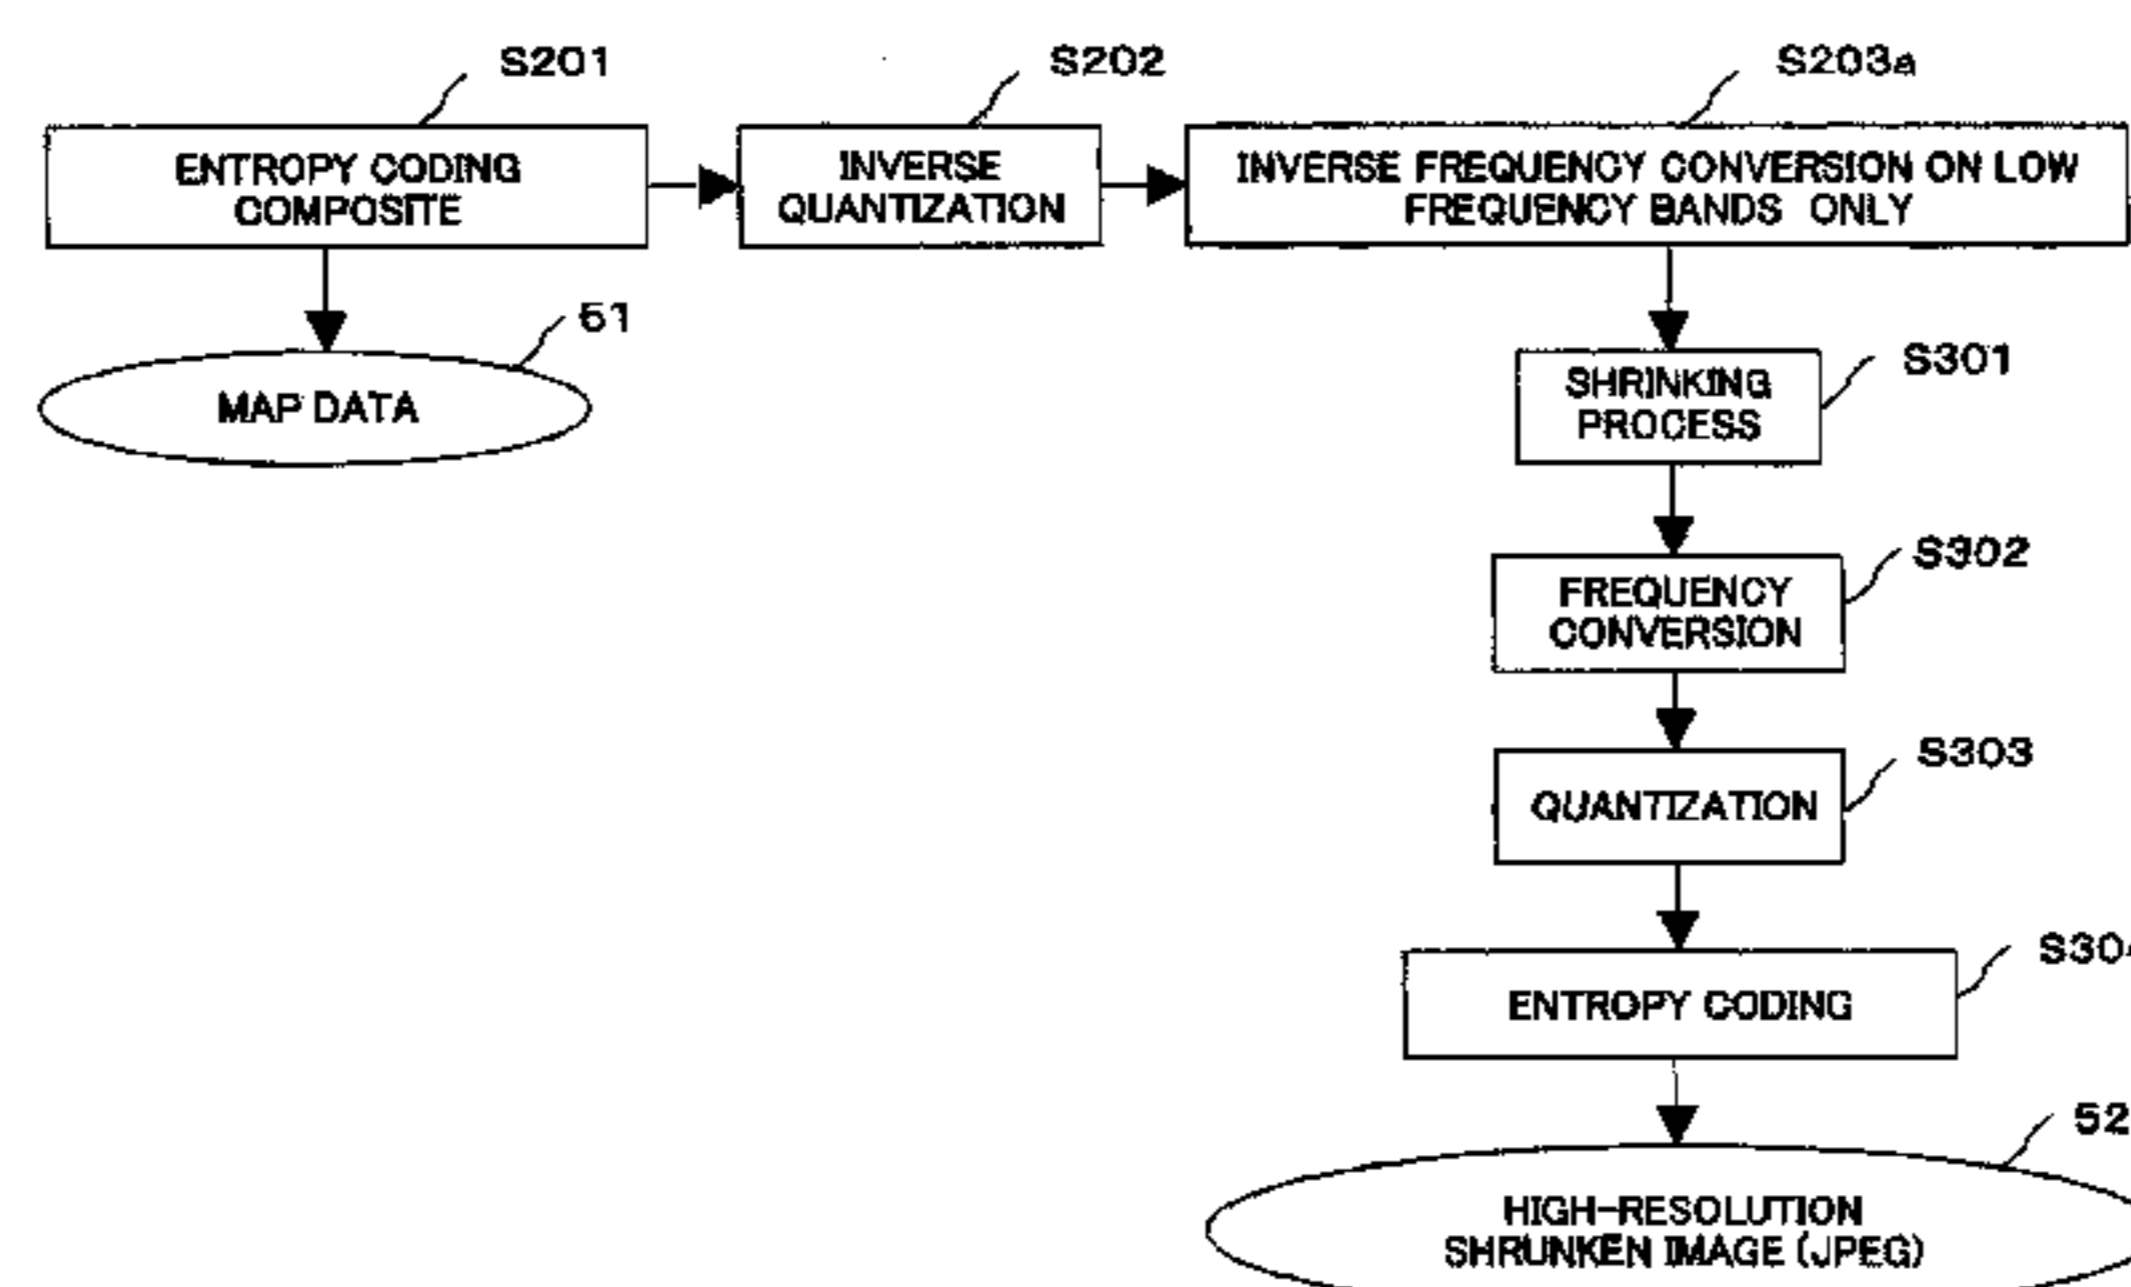 S201
S202
S203a
ENTROPY CODING
COMPOSITE
INVERSE
QUANTIZATION
INVERSE FREQUENCY CONVERSION ON LOW
FREQUENCY BANDS ONLY
51
MAP DATA
S301
SHRINKING
PROCESS
S302
FREQUENCY
CONVERSION
S303
QUANTIZATION
ENTROPY CODING
52
HIGH-RESOLUTION
SHRUNKEN IMAGE (JPEG)